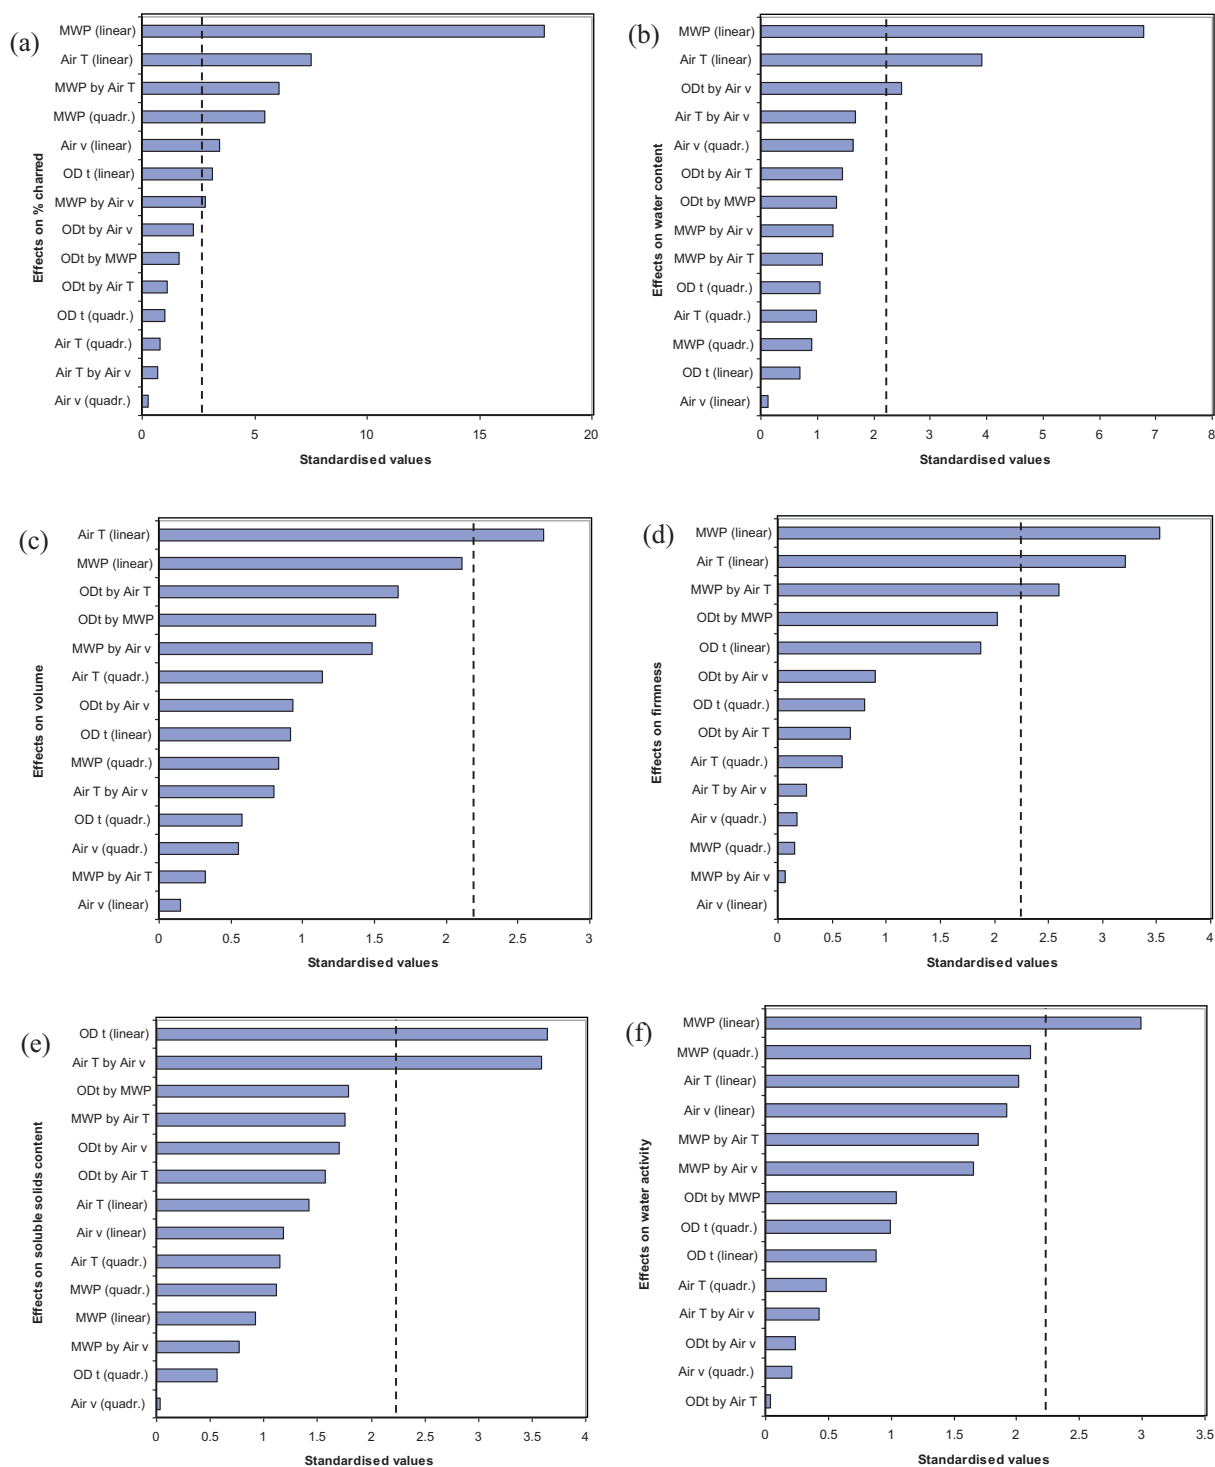 (a)
Effects on % charred
MWP (linear)
Air T (linear)
MWP by Air T
MWP (quadr.)
Air v (linear)
OD t (linear)
MWP by Air v
ODt by Air v
ODt by MWP
ODt by Air T
OD t (quadr.)
Air T (quadr.)
Air T by Air v
Air v (quadr.)
0 5 10 15 20
Standardised values
(b)
Effects on water content
MWP (linear)
Air T (linear)
ODt by Air v
Air T by Air v
Air v (quadr.)
ODt by Air T
ODt by MWP
MWP by Air v
MWP by Air T
OD t (quadr.)
Air T (quadr.)
MWP (quadr.)
OD t (linear)
Air v (linear)
0 1 2 3 4 5 6 7 8
Standardised values
(c)
Effects on volume
Air T (linear)
MWP (linear)
ODt by Air T
ODt by MWP
MWP by Air v
Air T (quadr.)
ODt by Air v
OD t (linear)
MWP (quadr.)
Air T by Air v
OD t (quadr.)
Air v (quadr.)
MWP by Air T
Air v (linear)
0 0.5 1 1.5 2 2.5 3
Standardised values
(d)
Effects on firmness
MWP (linear)
Air T (linear)
MWP by Air T
ODt by MWP
OD t (linear)
ODt by Air v
OD t (quadr.)
ODt by Air T
Air T (quadr.)
Air T by Air v
Air v (quadr.)
MWP (quadr.)
MWP by Air v
Air v (linear)
0 0.5 1 1.5 2 2.5 3 3.5 4
Standardised values
(e)
Effects on soluble solids content
OD t (linear)
Air T by Air v
ODt by MWP
MWP by Air T
ODt by Air v
ODt by Air T
Air T (linear)
Air v (linear)
Air T (quadr.)
MWP (quadr.)
MWP (linear)
MWP by Air v
OD t (quadr.)
Air v (quadr.)
0 0.5 1 1.5 2 2.5 3 3.5 4
Standardised values
(f)
Effects on water activity
MWP (linear)
MWP (quadr.)
Air T (linear)
Air v (linear)
MWP by Air T
MWP by Air v
ODt by MWP
OD t (quadr.)
OD t (linear)
Air T (quadr.)
Air T by Air v
ODt by Air v
Air v (quadr.)
ODt by Air T
0 0.5 1 1.5 2 2.5 3 3.5
Standardised values